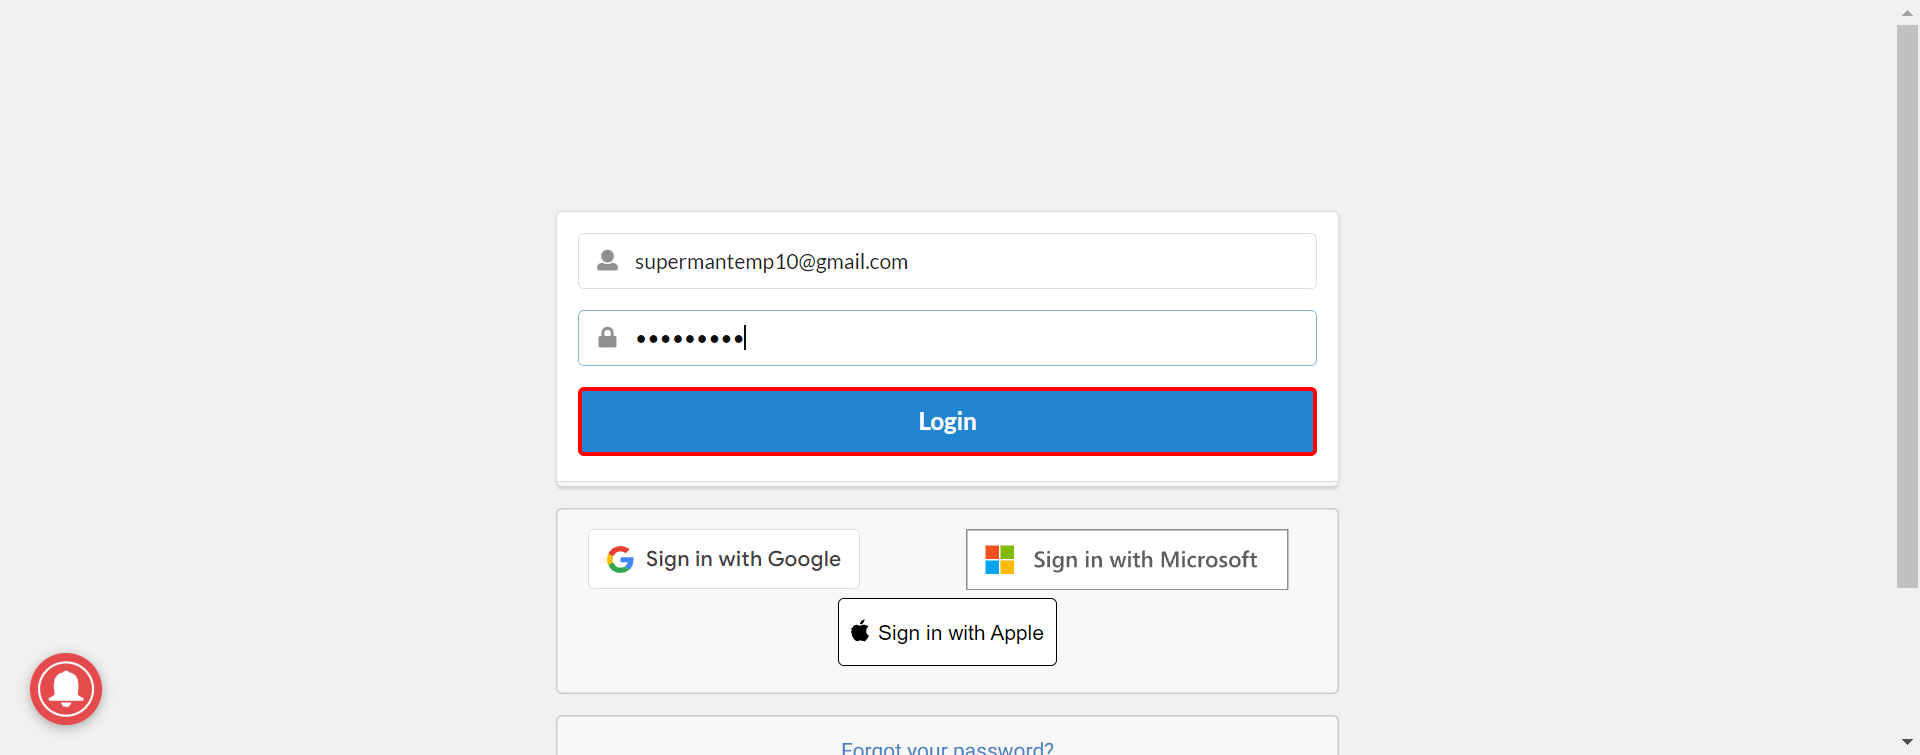 supermantemp10@gmail.com
•••••••••
Login
Sign in with Google
Sign in with Microsoft
Sign in with Apple
Forgot your password?